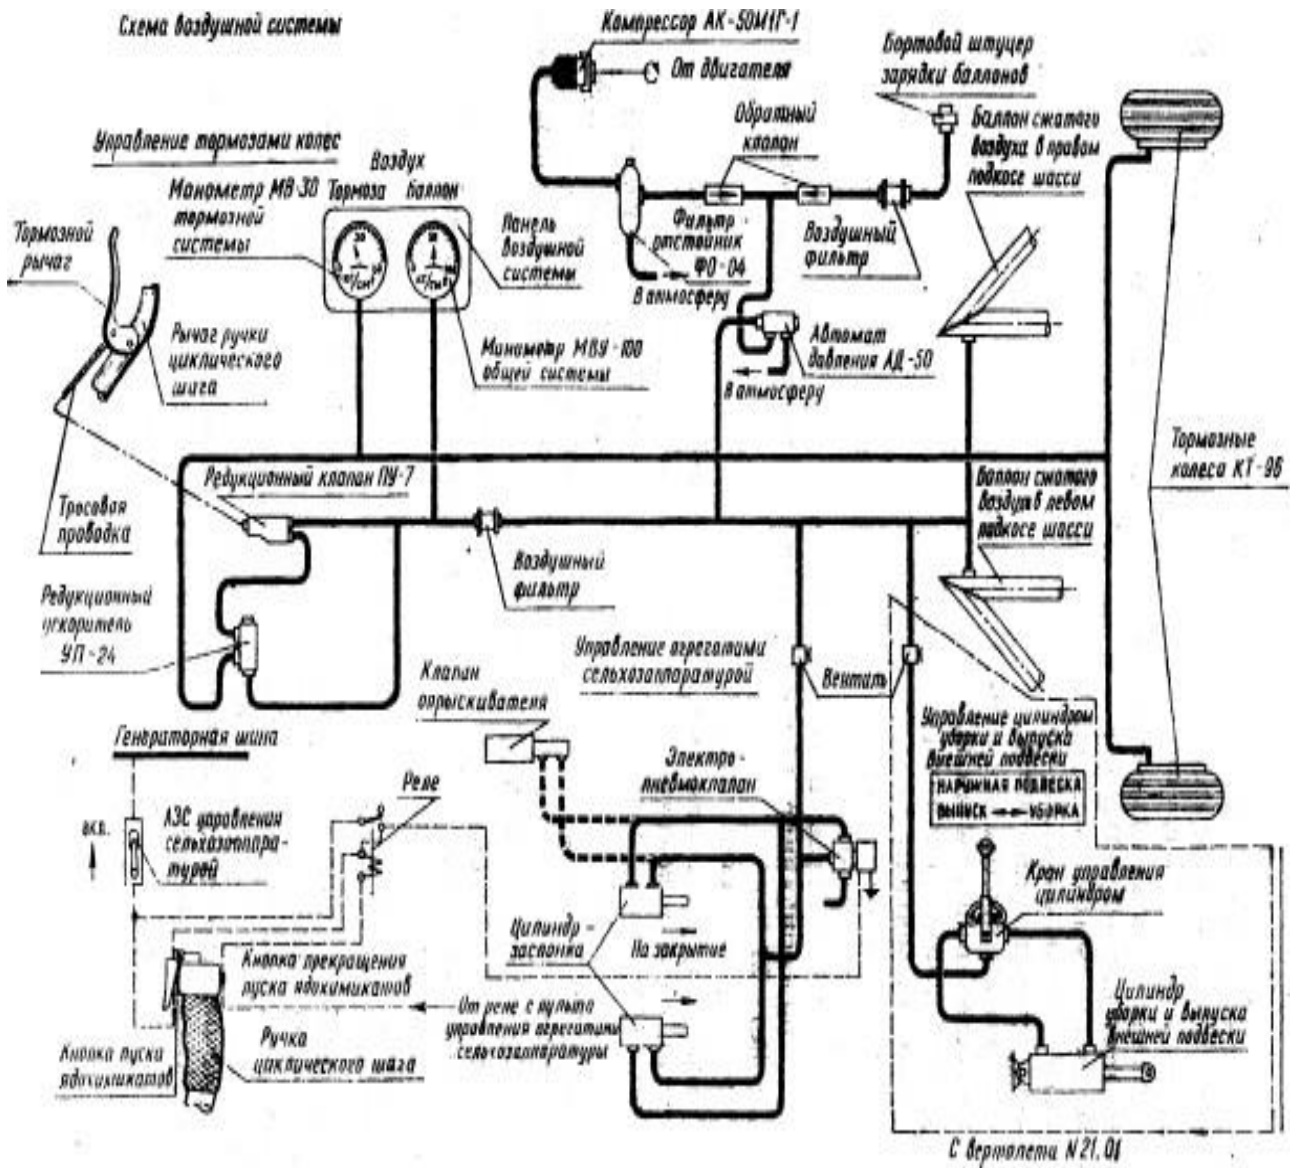 Схема воздушной системы
Компрессор АК-50М1Г-1
От двигателя
Бортовой штуцер
зарядки баллонов
Обратный
клапан
Баллон сжатого
воздуха в правом
подкосе шасси
Управление тормозами колес
Воздух
Тормоза баллон
Манометр МВ-30
тормозной
системы
Панель
воздушной
системы
Фильтр
отстойник
ФО-04
Воздушный
фильтр
В атмосферу
Тормозной
рычаг
Рычаг ручки
циклического
шага
Минометр МВУ-100
общей системы
Автомат
давления АД-50
В атмосферу
Тормозные
колеса КТ-96
Редукционный клапан ПУ-7
Баллон сжатого
воздуха в левом
подкосе шасси
Тросовая
проводка
Воздушный
фильтр
Редукционный
ускоритель
УП-24
Управление агрегатами
сельхозаппаратурой
Вентиль
Клапан
опрыскивателя
Управление цилиндром
уборки и выпуска
внешней подвески
НАРУЖНАЯ ПОДВЕСКА
ВЫПУСК УБОРКА
Генераторная шина
Электро-
пневмоклапан
Реле
АЗС
сельхозаппара-
турой
вкл.
Кран управления
цилиндром
Цилиндр-
заслонка
На закрытие
Кнопка прекращения
пуска ядохимикатов
От реле с пульта
управления агрегатами
сельхозаппаратуры
Цилиндр
уборки и выпуска
внешней подвески
Ручка
циклического шага
Кнопка пуска
ядохимикатов
С вертолета N 21,01